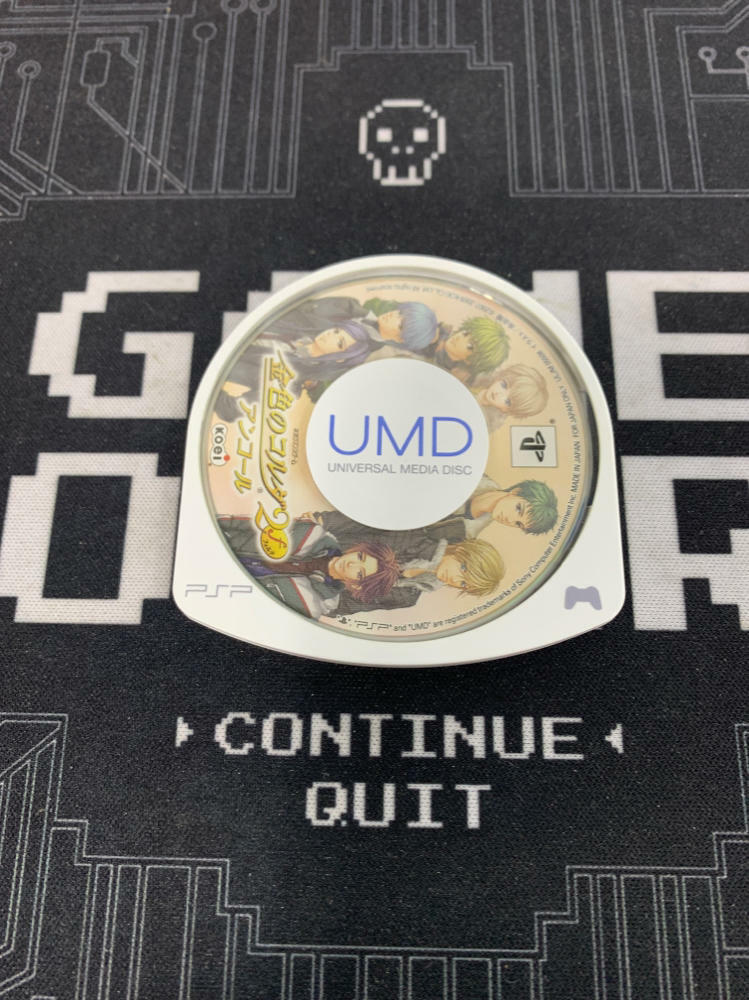 GAME
O ER
金色のコルダ2f
アンコール
KOEI
UMD
UNIVERSAL MEDIA DISC
FOR JAPAN ONLY
MADE IN JAPAN
Sony Computer Entertainment Inc.
"PSP" and "UMD" are registered trademarks of
PSP
CONTINUE
QUIT